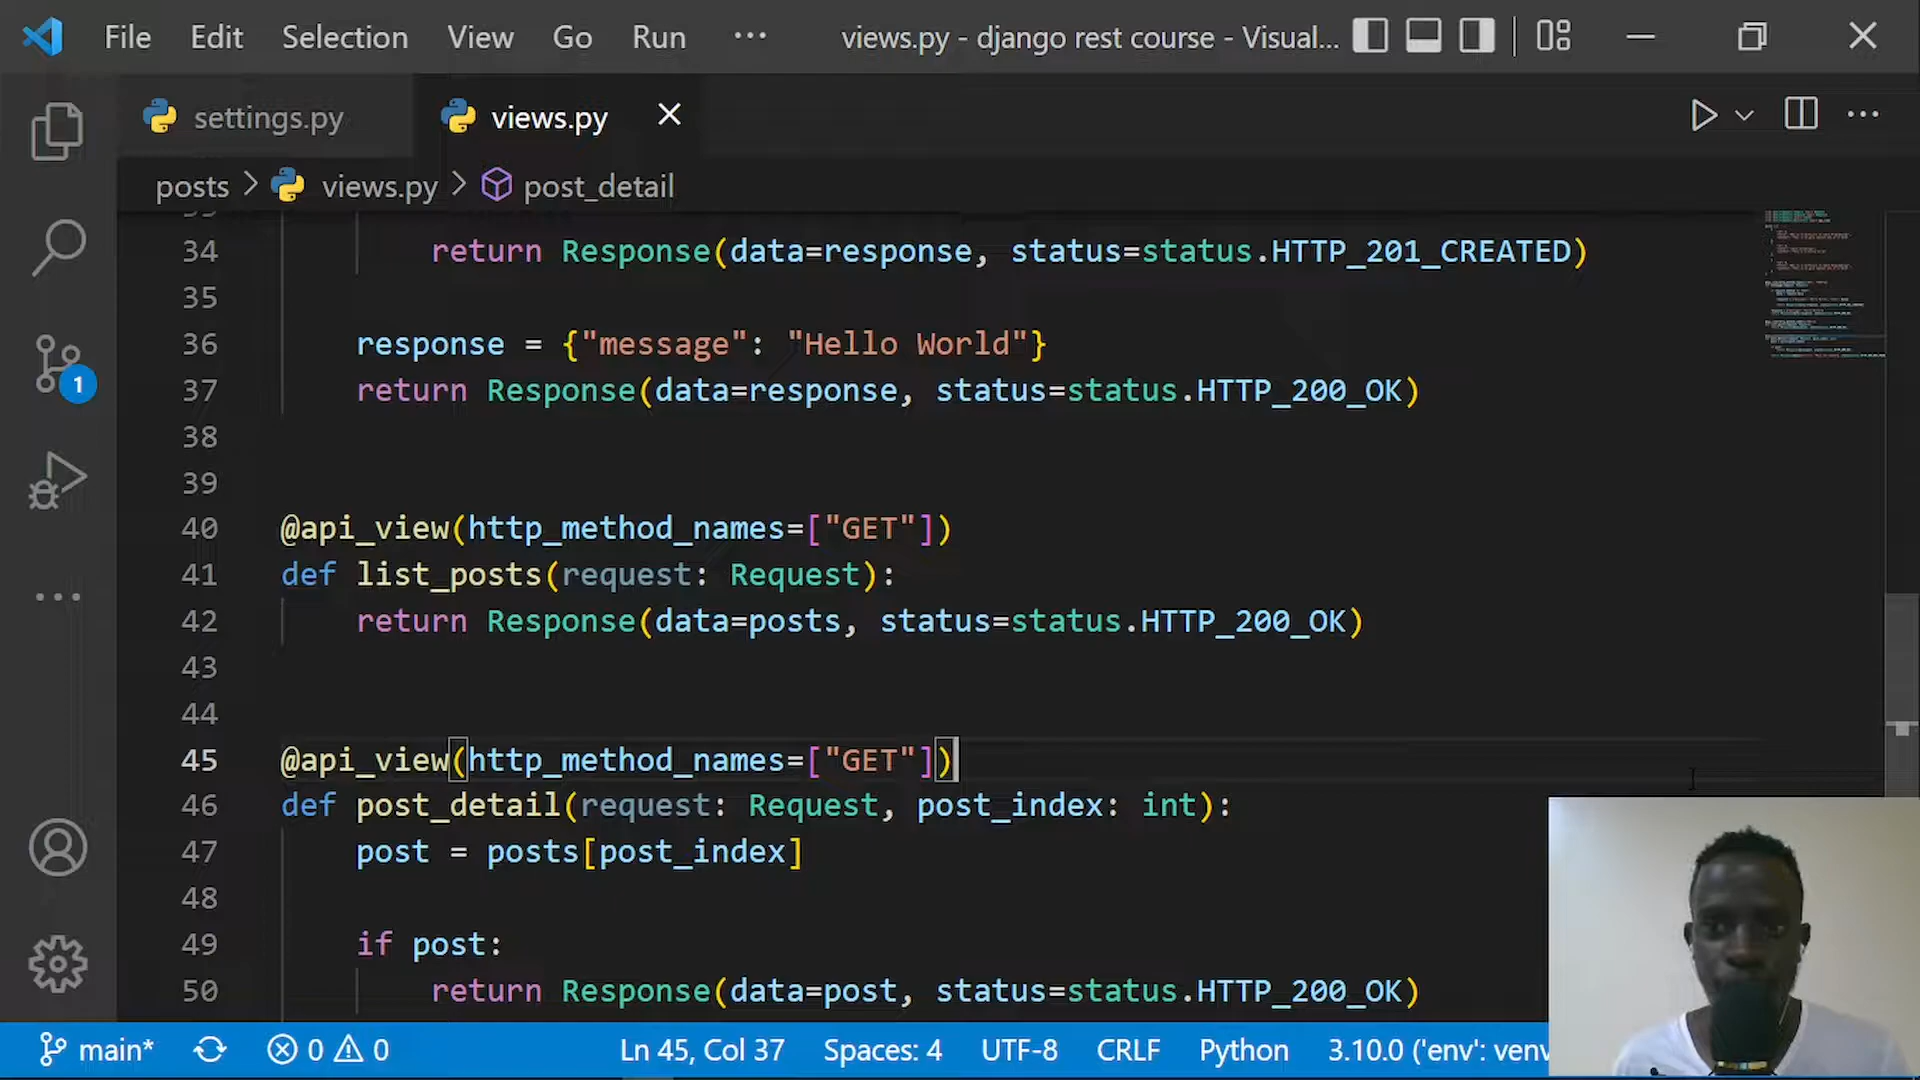 File Edit Selection View Go Run ··· views.py - django rest course - Visual...
settings.py views.py
posts > views.py > post_detail
34 return Response(data=response, status=status.HTTP_201_CREATED)
35
36 response = {"message": "Hello World"}
37 return Response(data=response, status=status.HTTP_200_OK)
38
39
40 @api_view(http_method_names=["GET"])
41 def list_posts(request: Request):
42 return Response(data=posts, status=status.HTTP_200_OK)
43
44
45 @api_view(http_method_names=["GET"])
46 def post_detail(request: Request, post_index: int):
47 post = posts[post_index]
48
49 if post:
50 return Response(data=post, status=status.HTTP_200_OK)
1
main* 0 0 Ln 45, Col 37 Spaces: 4 UTF-8 CRLF Python 3.10.0 ('env': venv